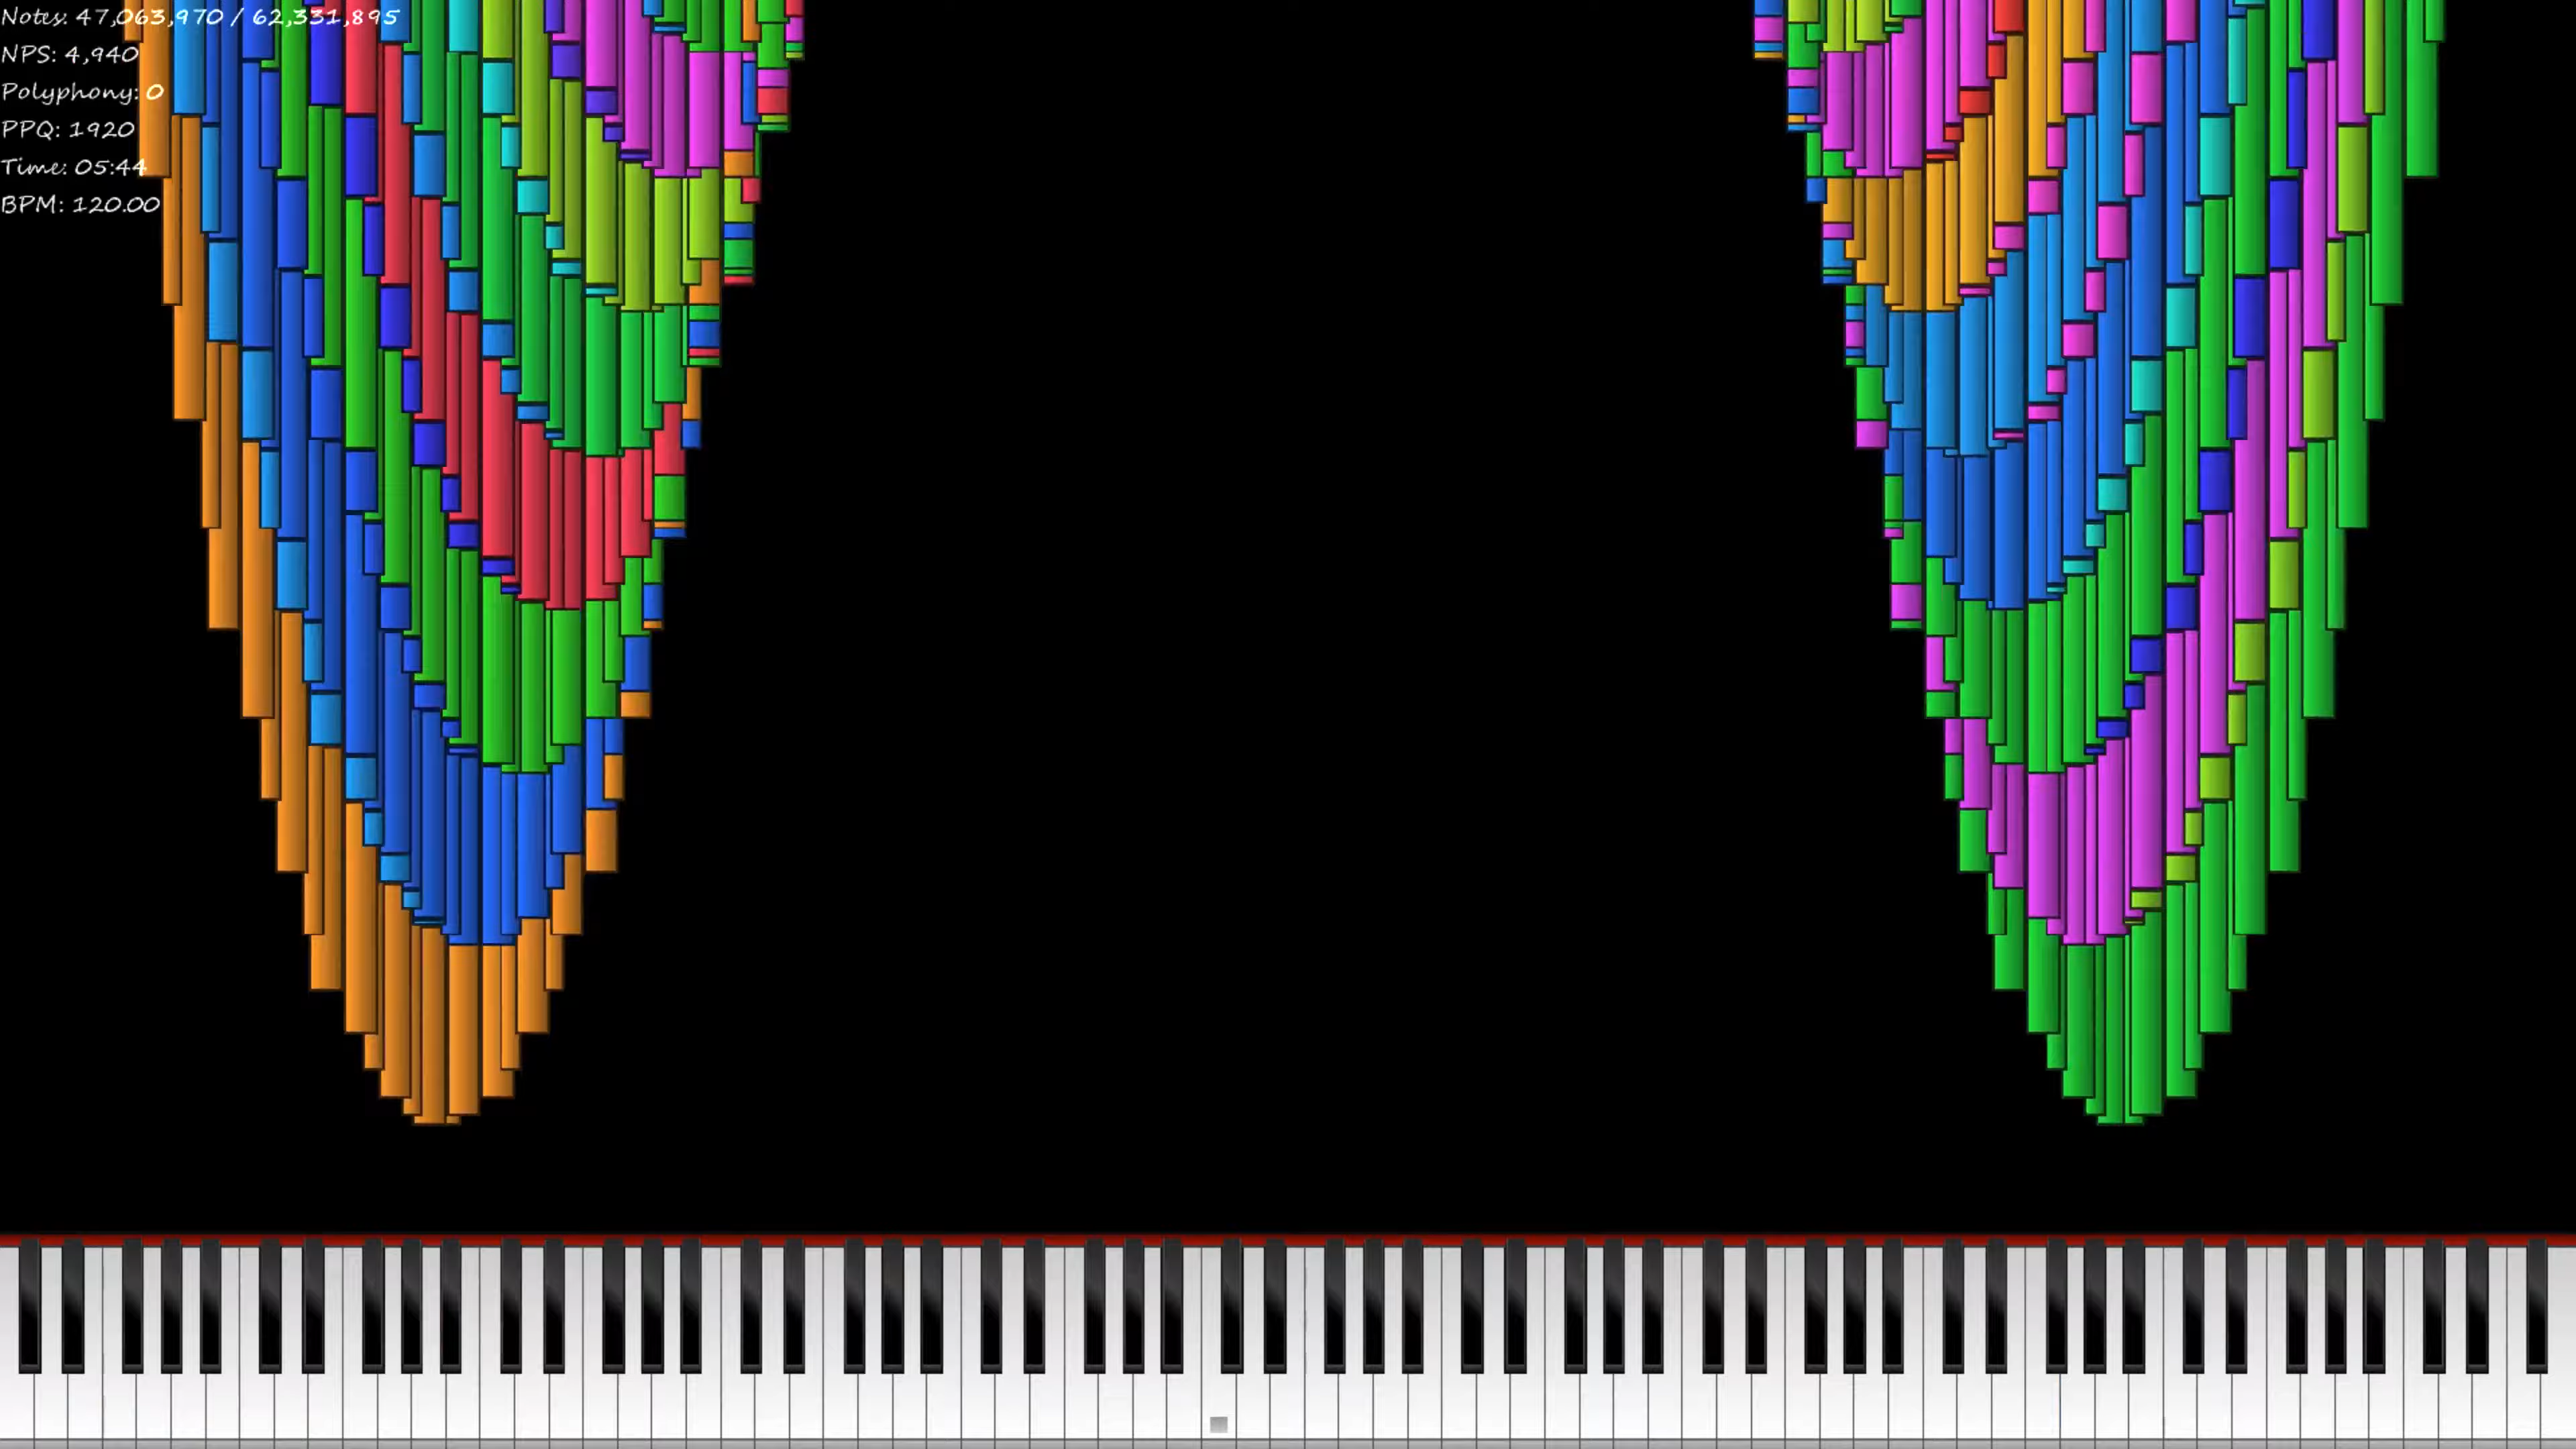 Notes: 47,063,970 / 62,331,895
NPS: 4,940
Polyphony: 0
PPQ: 1920
Time: 05:44
BPM: 120.00